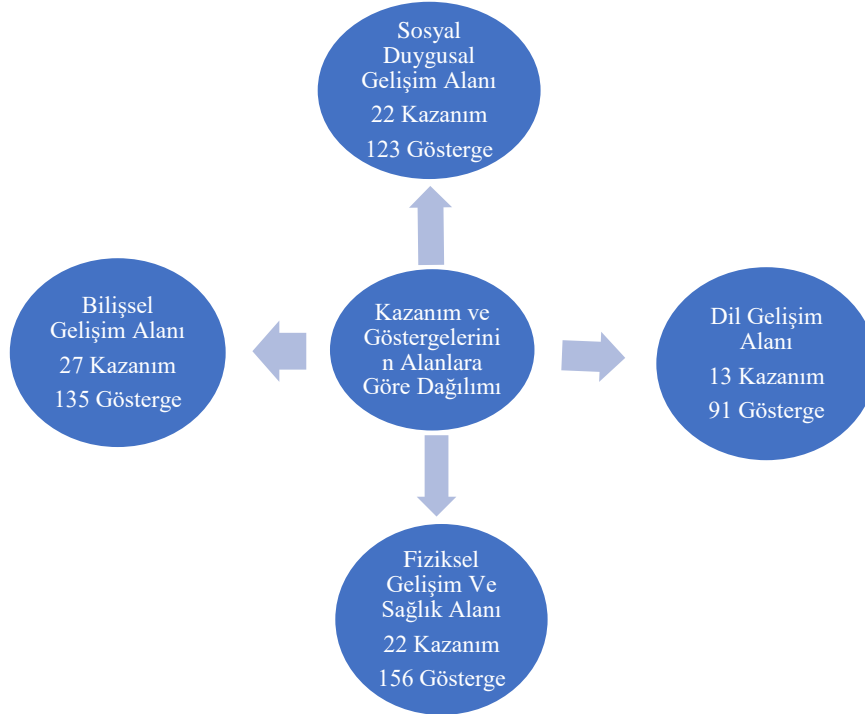 Sosyal
Duygusal
Gelişim Alanı
22 Kazanım
123 Gösterge
Bilişsel
Gelişim Alanı
27 Kazanım
135 Gösterge
Kazanım ve
Göstergelerini
n Alanlara
Göre Dağılımı
Dil Gelişim
Alanı
13 Kazanım
91 Gösterge
Fiziksel
Gelişim Ve
Sağlık Alanı
22 Kazanım
156 Gösterge